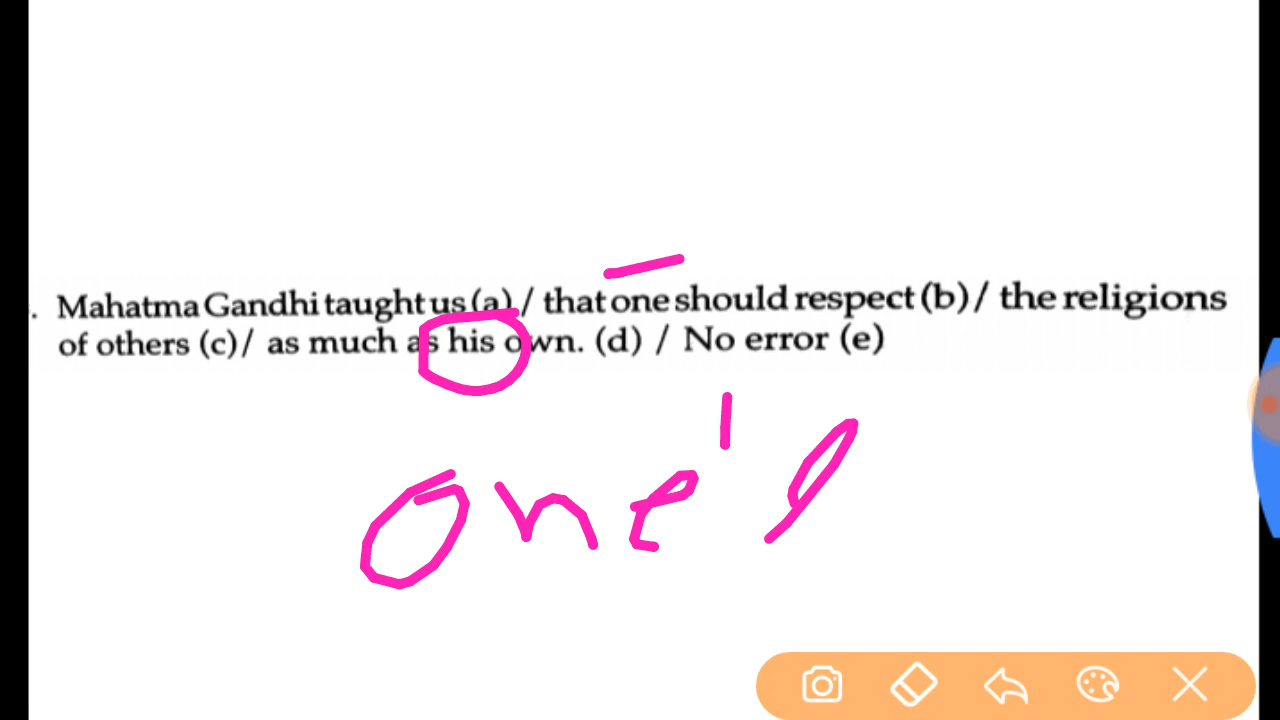 . Mahatma Gandhi taught us (a) / that one should respect (b) / the religions
of others (c) / as much as his own. (d) / No error (e)
one's